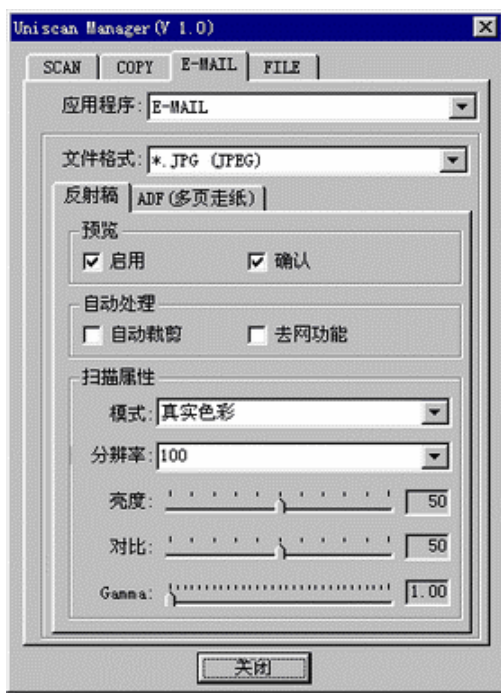 Uniscan Manager(V 1.0)
SCAN COPY E-MAIL FILE
应用程序: E-MAIL
文件格式: *.JPG (JPEG)
反射稿 ADF(多页走纸)
预览
启用 确认
自动处理
自动裁剪 去网功能
扫描属性
模式: 真实色彩
分辨率: 100
亮度: 50
对比: 50
Gamma: 1.00
关闭